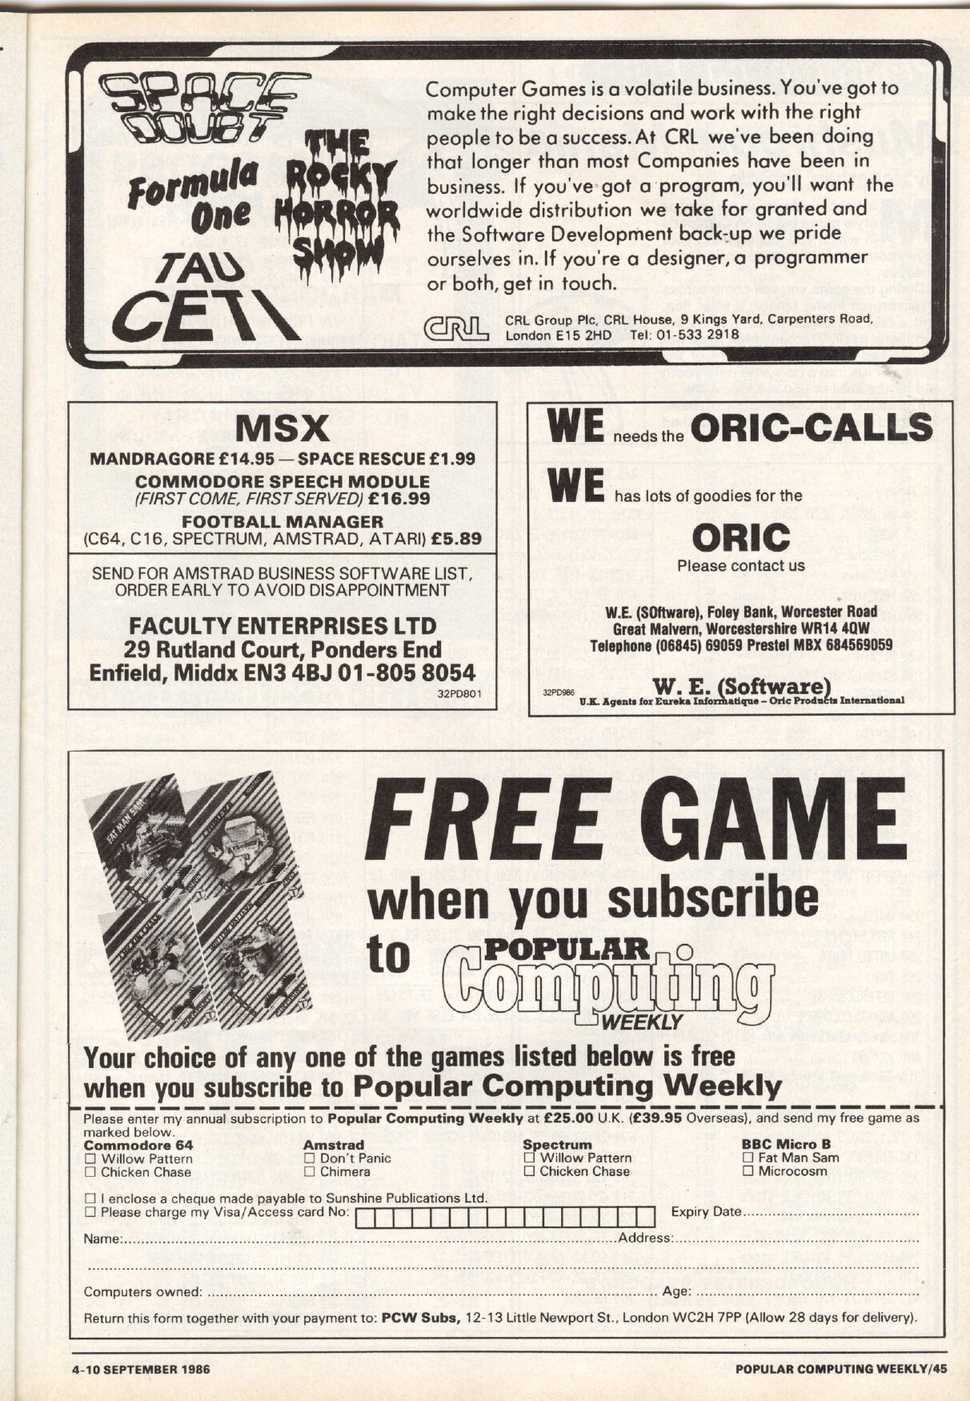 SPACE
DOUBT
Formula
One
THE
ROCKY
HORROR
SHOW
TAU
CETI
Computer Games is a volatile business. You've got to
make the right decisions and work with the right
people to be a success. At CRL we've been doing
that longer than most Companies have been in
business. If you've got a program, you'll want the
worldwide distribution we take for granted and
the Software Development back-up we pride
ourselves in. If you're a designer, a programmer
or both, get in touch.
CRL
CRL Group Plc, CRL House, 9 Kings Yard, Carpenters Road,
London E15 2HD Tel: 01-533 2918
MSX
MANDRAGORE £14.95 — SPACE RESCUE £1.99
COMMODORE SPEECH MODULE
(FIRST COME, FIRST SERVED) £16.99
FOOTBALL MANAGER
(C64, C16, SPECTRUM, AMSTRAD, ATARI) £5.89
SEND FOR AMSTRAD BUSINESS SOFTWARE LIST,
ORDER EARLY TO AVOID DISAPPOINTMENT
FACULTY ENTERPRISES LTD
29 Rutland Court, Ponders End
Enfield, Middx EN3 4BJ 01-805 8054
32PD801
WE needs the ORIC-CALLS
WE has lots of goodies for the
ORIC
Please contact us
W.E. (SOftware), Foley Bank, Worcester Road
Great Malvern, Worcestershire WR14 4QW
Telephone (06845) 69059 Prestel MBX 684569059
32PD986
W. E. (Software)
U.K. Agents for Eureka Informatique – Oric Products International
FAT MAN SAM
FREE GAME
when you subscribe
to POPULAR
Computing
WEEKLY
Your choice of any one of the games listed below is free
when you subscribe to Popular Computing Weekly
Please enter my annual subscription to Popular Computing Weekly at £25.00 U.K. (£39.95 Overseas), and send my free game as
marked below.
Commodore 64 Amstrad Spectrum BBC Micro B
☐ Willow Pattern ☐ Don't Panic ☐ Willow Pattern ☐ Fat Man Sam
☐ Chicken Chase ☐ Chimera ☐ Chicken Chase ☐ Microcosm
☐ I enclose a cheque made payable to Sunshine Publications Ltd.
☐ Please charge my Visa/Access card No: Expiry Date
Name: Address:
Computers owned: Age:
Return this form together with your payment to: PCW Subs, 12-13 Little Newport St., London WC2H 7PP (Allow 28 days for delivery).
4-10 SEPTEMBER 1986 POPULAR COMPUTING WEEKLY/45